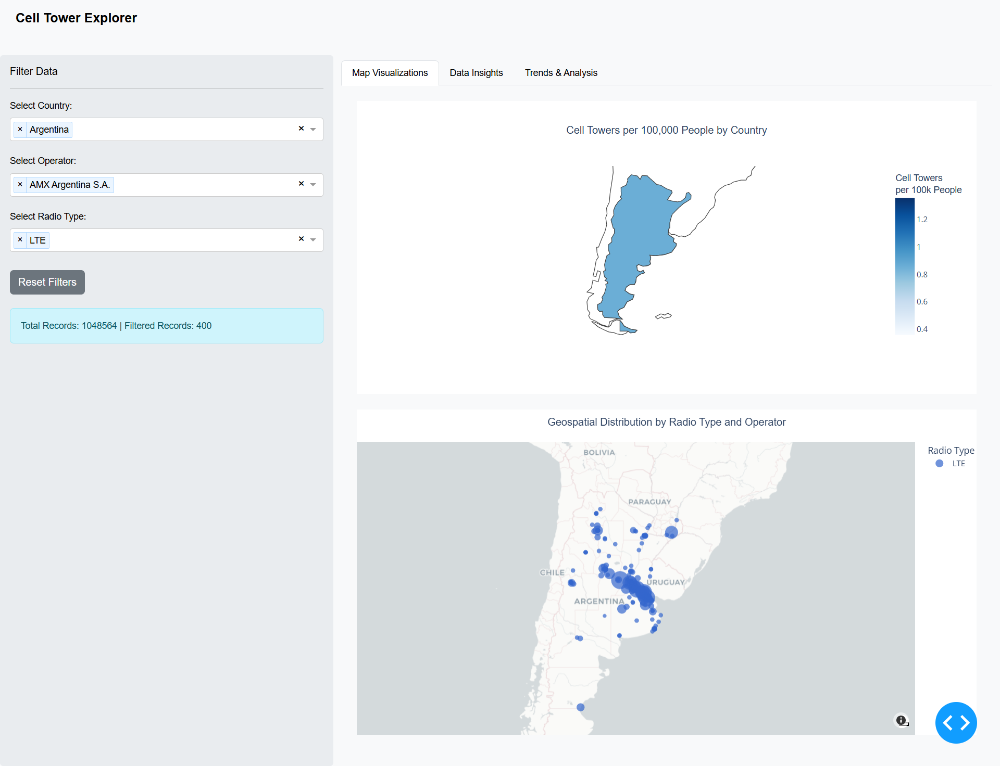 Cell Tower Explorer
Filter Data
Select Country:
× Argentina ×
Select Operator:
× AMX Argentina S.A. ×
Select Radio Type:
× LTE ×
Reset Filters
Total Records: 1048564 | Filtered Records: 400
Map Visualizations
Data Insights
Trends & Analysis
Cell Towers per 100,000 People by Country
Cell Towers
per 100k People
1.2
1
0.8
0.6
0.4
Geospatial Distribution by Radio Type and Operator
BOLIVIA
PARAGUAY
CHILE
URUGUAY
ARGENTINA
Radio Type
LTE